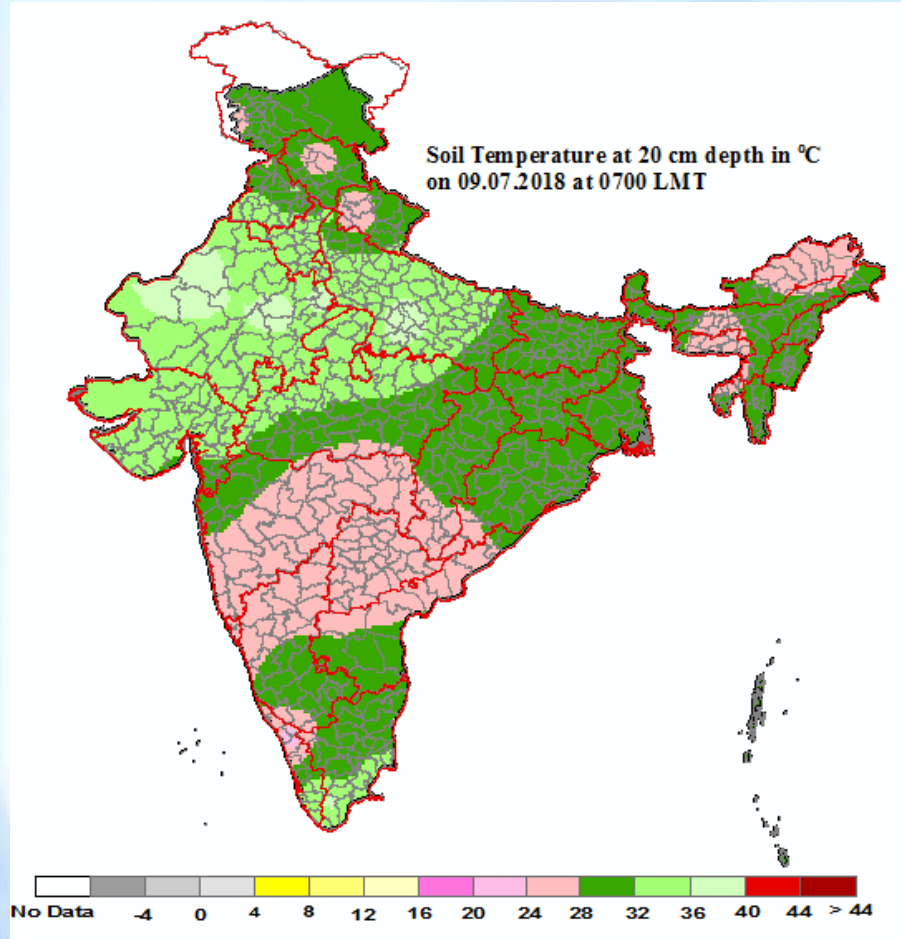 Soil Temperature at 20 cm depth in °C
on 09.07.2018 at 0700 LMT
No Data -4 0 4 8 12 16 20 24 28 32 36 40 44 > 44